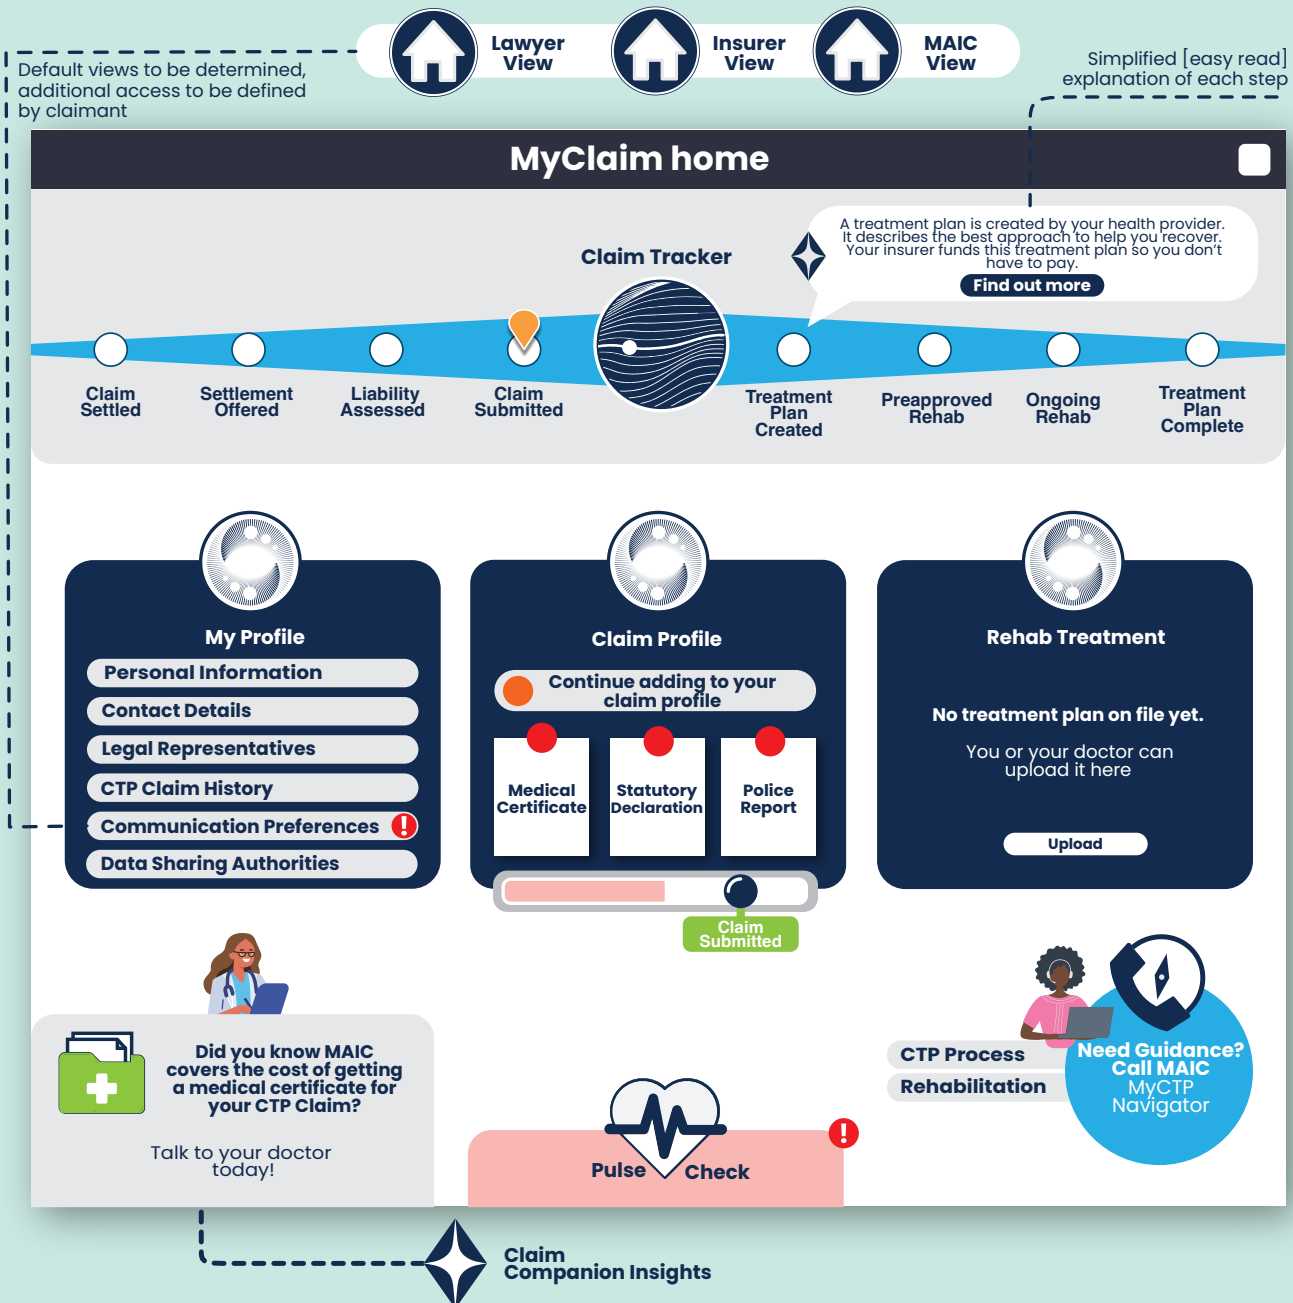 Lawyer
View
Insurer
View
MAIC
View
Default views to be determined,
additional access to be defined
by claimant
Simplified [easy read]
explanation of each step
MyClaim home
A treatment plan is created by your health provider.
It describes the best approach to help you recover.
Your insurer funds this treatment plan so you don't
have to pay.
Find out more
Claim Tracker
Claim
Settled
Settlement
Offered
Liability
Assessed
Claim
Submitted
Treatment
Plan
Created
Preapproved
Rehab
Ongoing
Rehab
Treatment
Plan
Complete
My Profile
Personal Information
Contact Details
Legal Representatives
CTP Claim History
Communication Preferences !
Data Sharing Authorities
Claim Profile
Continue adding to your
claim profile
Medical
Certificate
Statutory
Declaration
Police
Report
Claim
Submitted
Rehab Treatment
No treatment plan on file yet.
You or your doctor can
upload it here
Upload
Did you know MAIC
covers the cost of getting
a medical certificate for
your CTP Claim?
Talk to your doctor
today!
Pulse Check
!
CTP Process
Rehabilitation
Need Guidance?
Call MAIC
MyCTP
Navigator
Claim
Companion Insights